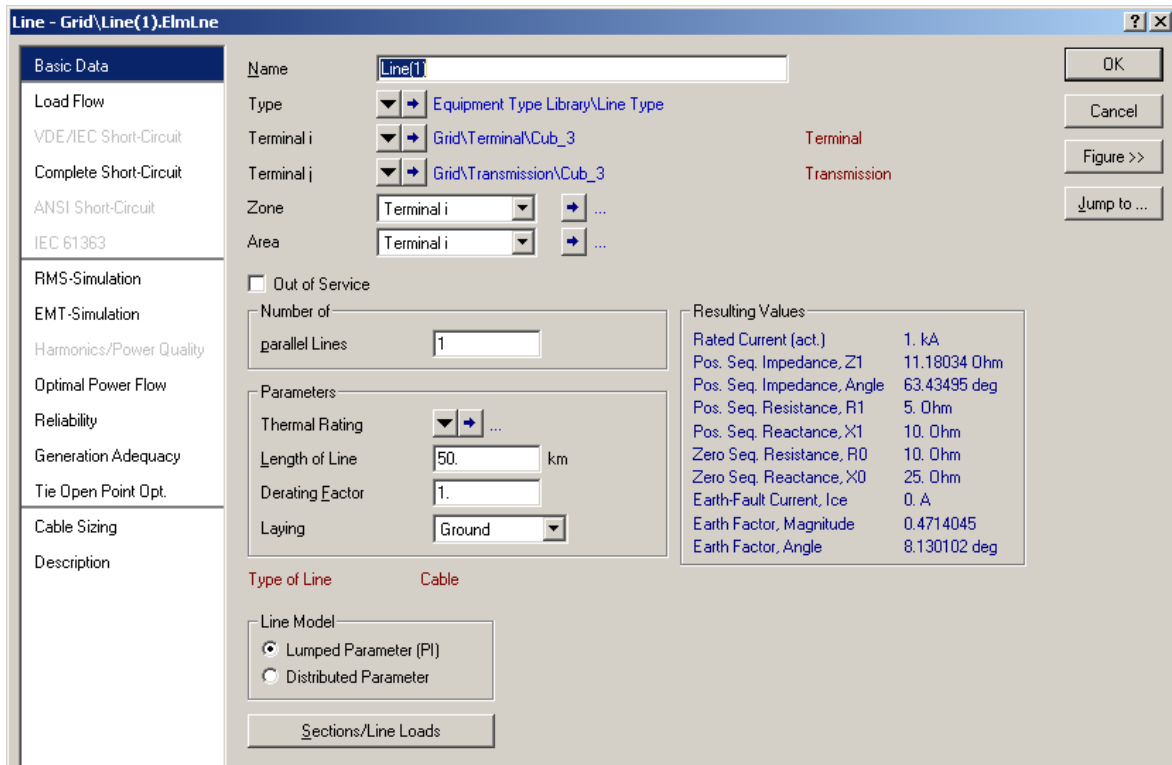 Line - Grid\Line(1).ElmLne
Basic Data
Load Flow
VDE/IEC Short-Circuit
Complete Short-Circuit
ANSI Short-Circuit
IEC 61363
RMS-Simulation
EMT-Simulation
Harmonics/Power Quality
Optimal Power Flow
Reliability
Generation Adequacy
Tie Open Point Opt.
Cable Sizing
Description
Name Line(1)
Type Equipment Type Library\Line Type
Terminal i Grid\Terminal\Cub_3 Terminal
Terminal j Grid\Transmission\Cub_3 Transmission
Zone Terminal i ...
Area Terminal i ...
Out of Service
Number of
parallel Lines 1
Parameters
Thermal Rating ...
Length of Line 50. km
Derating Factor 1.
Laying Ground
Type of Line Cable
Line Model
Lumped Parameter (PI)
Distributed Parameter
Sections/Line Loads
Resulting Values
Rated Current (act.) 1. kA
Pos. Seq. Impedance, Z1 11.18034 Ohm
Pos. Seq. Impedance, Angle 63.43495 deg
Pos. Seq. Resistance, R1 5. Ohm
Pos. Seq. Reactance, X1 10. Ohm
Zero Seq. Resistance, R0 10. Ohm
Zero Seq. Reactance, X0 25. Ohm
Earth-Fault Current, Ice 0. A
Earth Factor, Magnitude 0.4714045
Earth Factor, Angle 8.130102 deg
OK
Cancel
Figure >>
Jump to ...